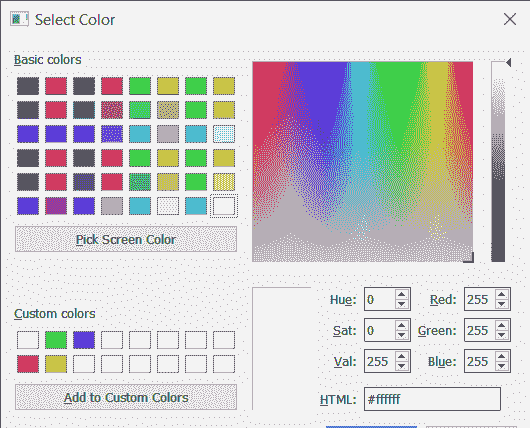 Select Color
Basic colors
Pick Screen Color
Custom colors
Add to Custom Colors
Hue: 0 Red: 255
Sat: 0 Green: 255
Val: 255 Blue: 255
HTML: #ffffff